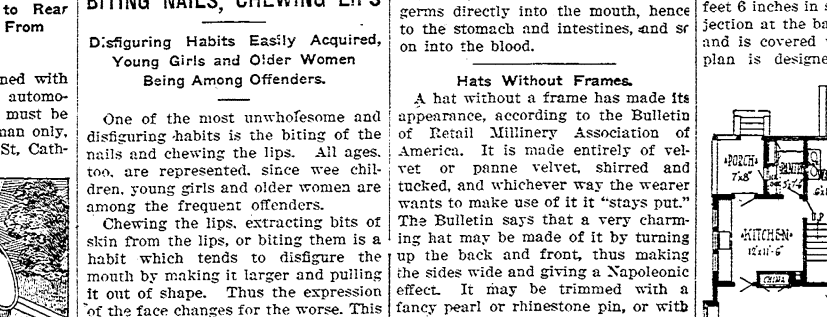 to Rear
From
ned with
automo-
must be
man only,
St, Cath-
BITING NAILS, CHEWING LIPS
Disfiguring Habits Easily Acquired,
Young Girls and Older Women
Being Among Offenders.
One of the most unwholesome and
disfiguring habits is the biting of the
nails and chewing the lips. All ages,
too, are represented, since wee chil-
dren, young girls and older women are
among the frequent offenders.
Chewing the lips, extracting bits of
skin from the lips, or biting them is a
habit which tends to disfigure the
mouth by making it larger and pulling
it out of shape. Thus the expression
of the face changes for the worse. This
germs directly into the mouth, hence
to the stomach and intestines, and so
on into the blood.
Hats Without Frames.
A hat without a frame has made its
appearance, according to the Bulletin
of Retail Millinery Association of
America. It is made entirely of vel-
vet or panne velvet, shirred and
tucked, and whichever way the wearer
wants to make use of it it "stays put."
The Bulletin says that a very charm-
ing hat may be made of it by turning
up the back and front, thus making
the sides wide and giving a Napoleonic
effect. It may be trimmed with a
fancy pearl or rhinestone pin, or with
feet 6 inches in
jection at the ba
and is covered
plan is designe
PORCH
7'x8'
PANTRY
KITCHEN
12'x11'-6"
CHINA